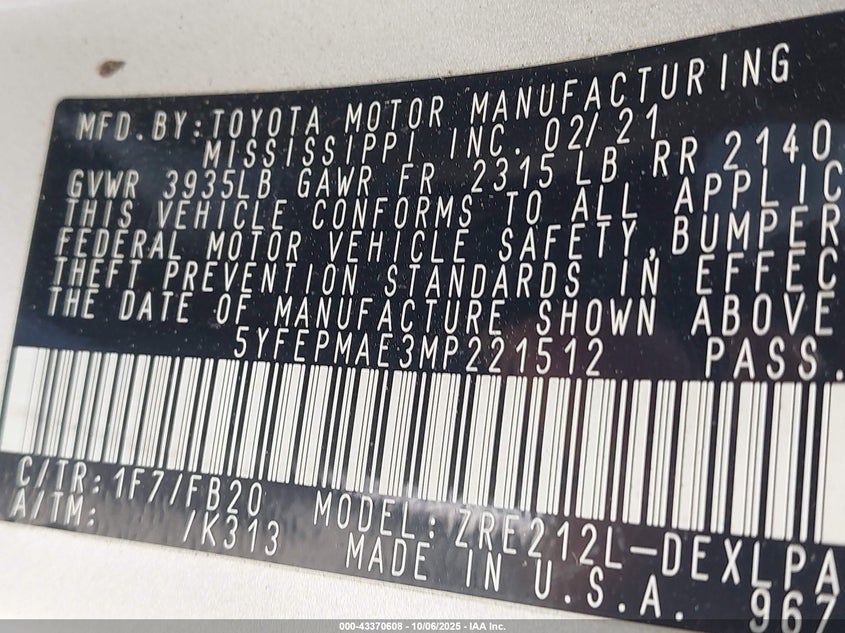 MFD.BY:TOYOTA MOTOR MANUFACTURING
MISSISSIPPI INC. 02/21
GVWR 3935LB GAWR FR 2315LB RR 2140
THIS VEHICLE CONFORMS TO ALL APPLIC
FEDERAL MOTOR VEHICLE SAFETY,BUMPER
THEFT PREVENTION STANDARDS IN EFFEC
THE DATE OF MANUFACTURE SHOWN ABOVE
5YFEPMAE3MP221512 PASS.
C/TR:1F7/FB20 MODEL:ZRE212L-DEXLPA
A/TM: /K313 MADE IN U.S.A. 967
000-43370608 - 10/06/2025 - IAA Inc.